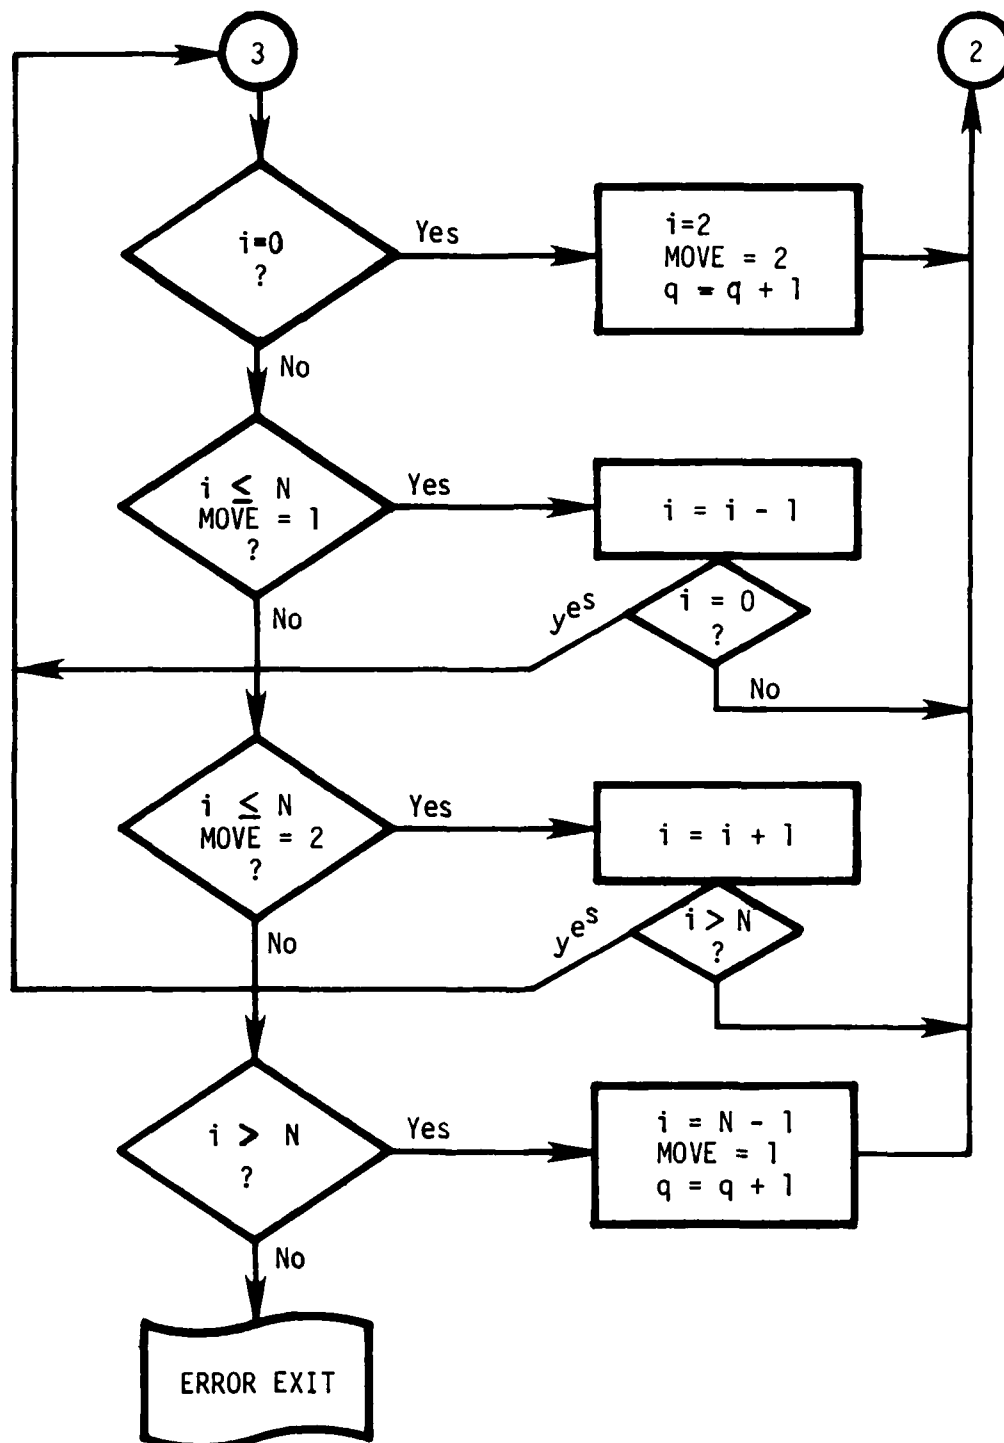 3
2
i=0
?
Yes
i=2
MOVE = 2
q = q + 1
No
i ≤ N
MOVE = 1
?
Yes
i = i - 1
No
i = 0
?
yes
No
i ≤ N
MOVE = 2
?
Yes
i = i + 1
No
i > N
?
yes
i > N
?
Yes
i = N - 1
MOVE = 1
q = q + 1
No
ERROR EXIT